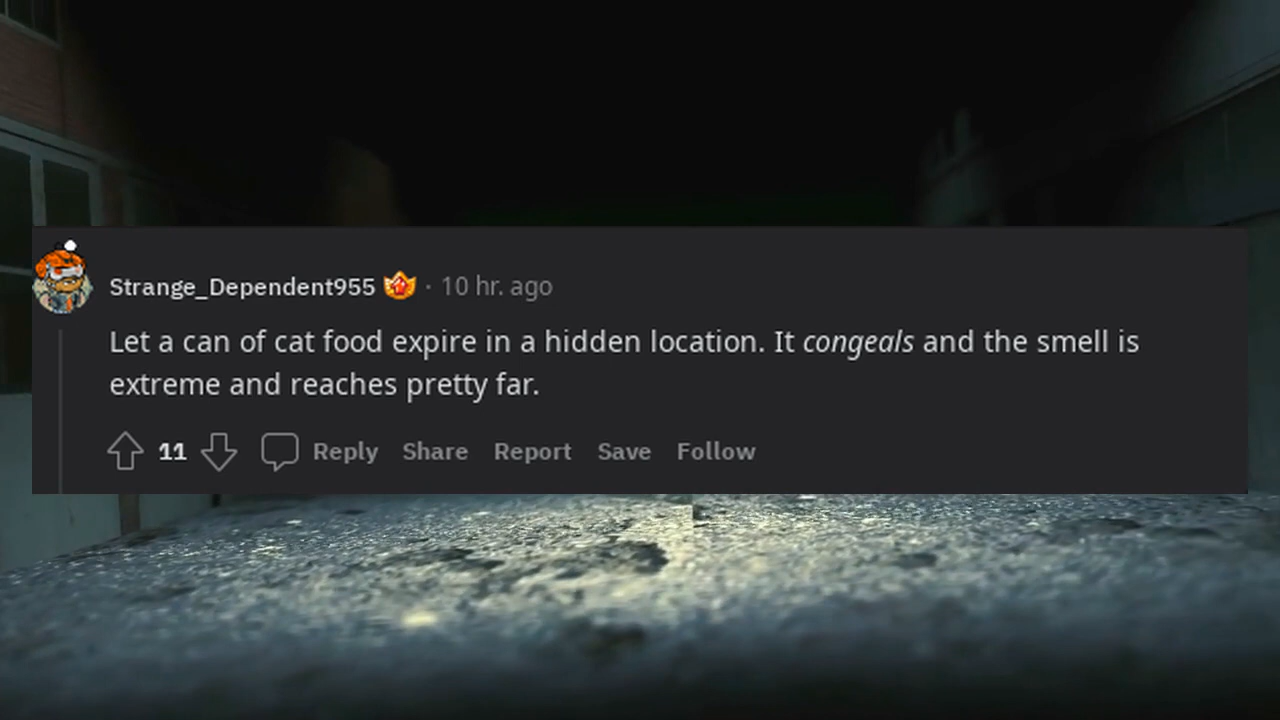 Strange_Dependent955 · 10 hr. ago
Let a can of cat food expire in a hidden location. It congeals and the smell is
extreme and reaches pretty far.
11 Reply Share Report Save Follow